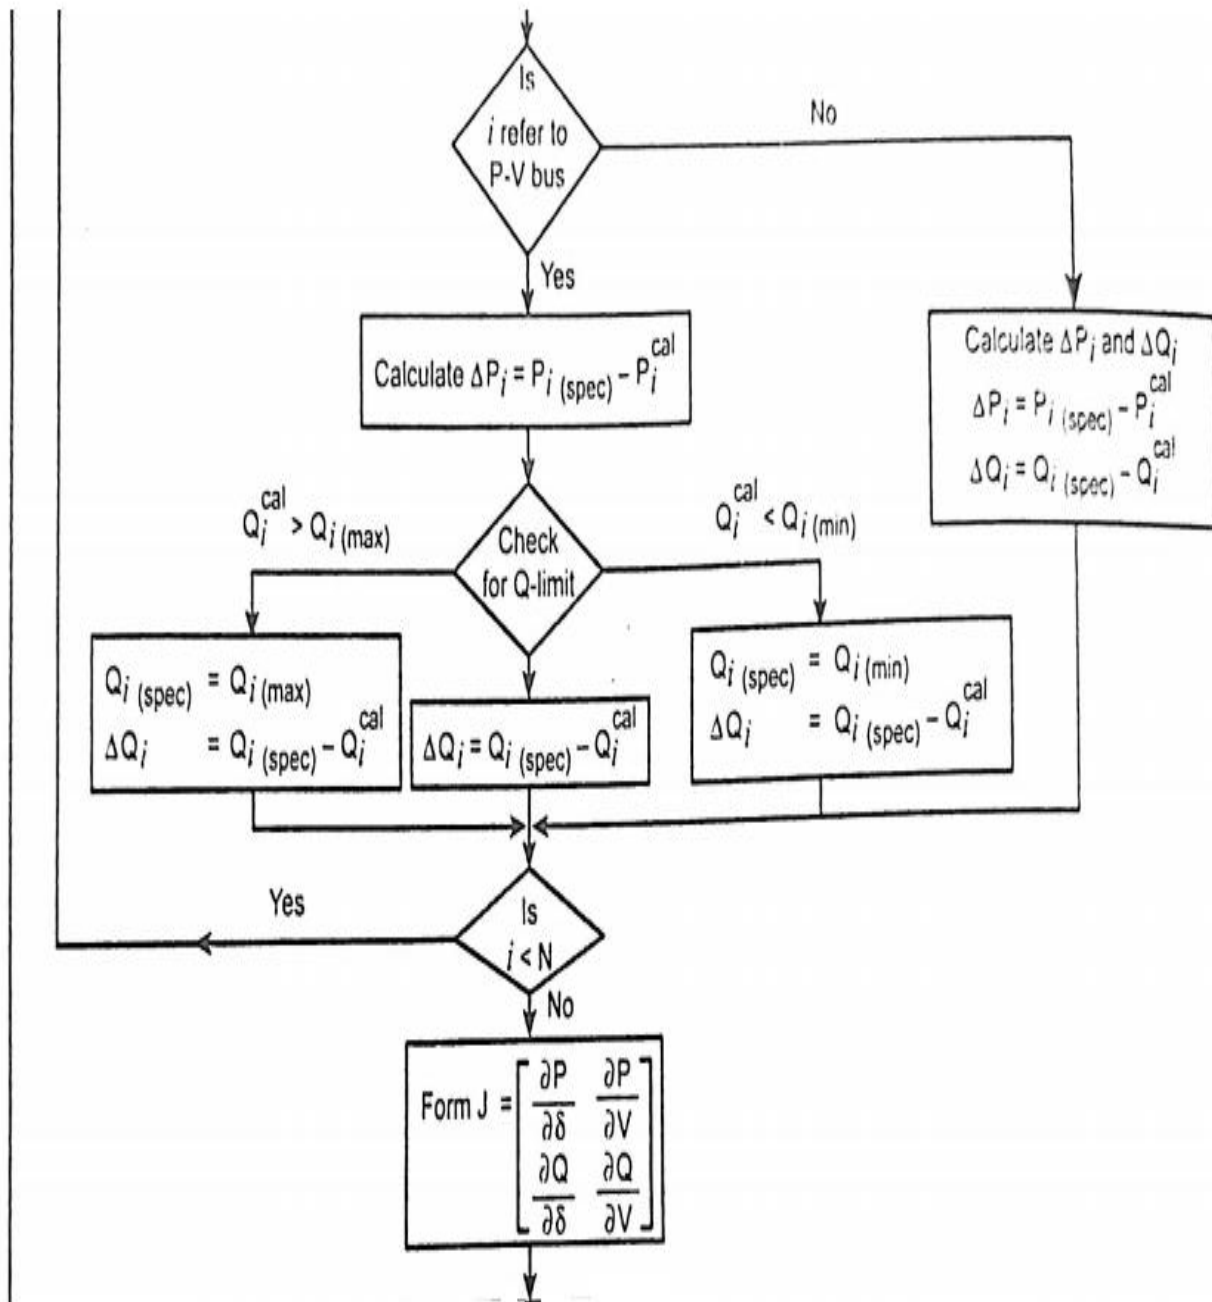 Is
i refer to
P-V bus
No
Yes
Calculate ΔP_i = P_i (spec) – P_i^cal
Calculate ΔP_i and ΔQ_i
ΔP_i = P_i (spec) – P_i^cal
ΔQ_i = Q_i (spec) – Q_i^cal
Q_i^cal > Q_i (max)
Check
for Q-limit
Q_i^cal < Q_i (min)
Q_i (spec) = Q_i (max)
ΔQ_i = Q_i (spec) – Q_i^cal
ΔQ_i = Q_i (spec) – Q_i^cal
Q_i (spec) = Q_i (min)
ΔQ_i = Q_i (spec) – Q_i^cal
Yes
Is
i < N
No
Form J = [∂P/∂δ ∂P/∂V
∂Q/∂δ ∂Q/∂V]